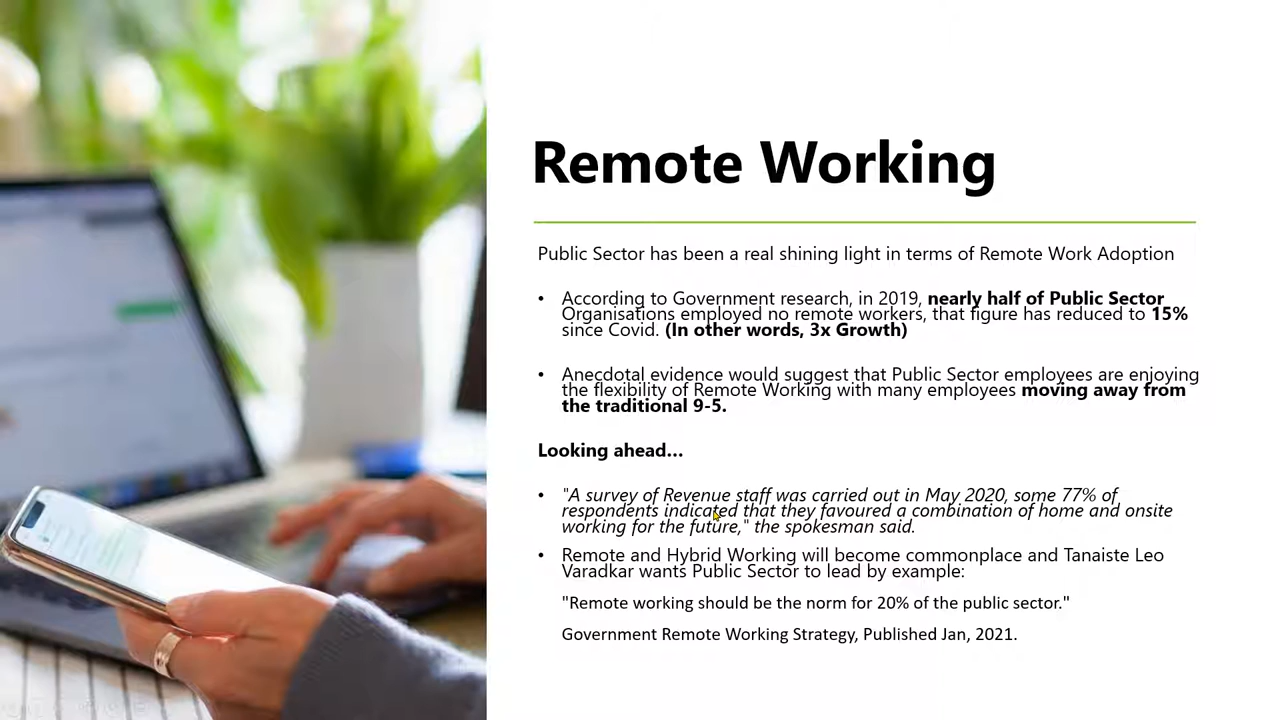 Remote Working
Public Sector has been a real shining light in terms of Remote Work Adoption
• According to Government research, in 2019, nearly half of Public Sector
Organisations employed no remote workers, that figure has reduced to 15%
since Covid. (In other words, 3x Growth)
• Anecdotal evidence would suggest that Public Sector employees are enjoying
the flexibility of Remote Working with many employees moving away from
the traditional 9-5.
Looking ahead...
• "A survey of Revenue staff was carried out in May 2020, some 77% of
respondents indicated that they favoured a combination of home and onsite
working for the future," the spokesman said.
• Remote and Hybrid Working will become commonplace and Tanaiste Leo
Varadkar wants Public Sector to lead by example:
"Remote working should be the norm for 20% of the public sector."
Government Remote Working Strategy, Published Jan, 2021.